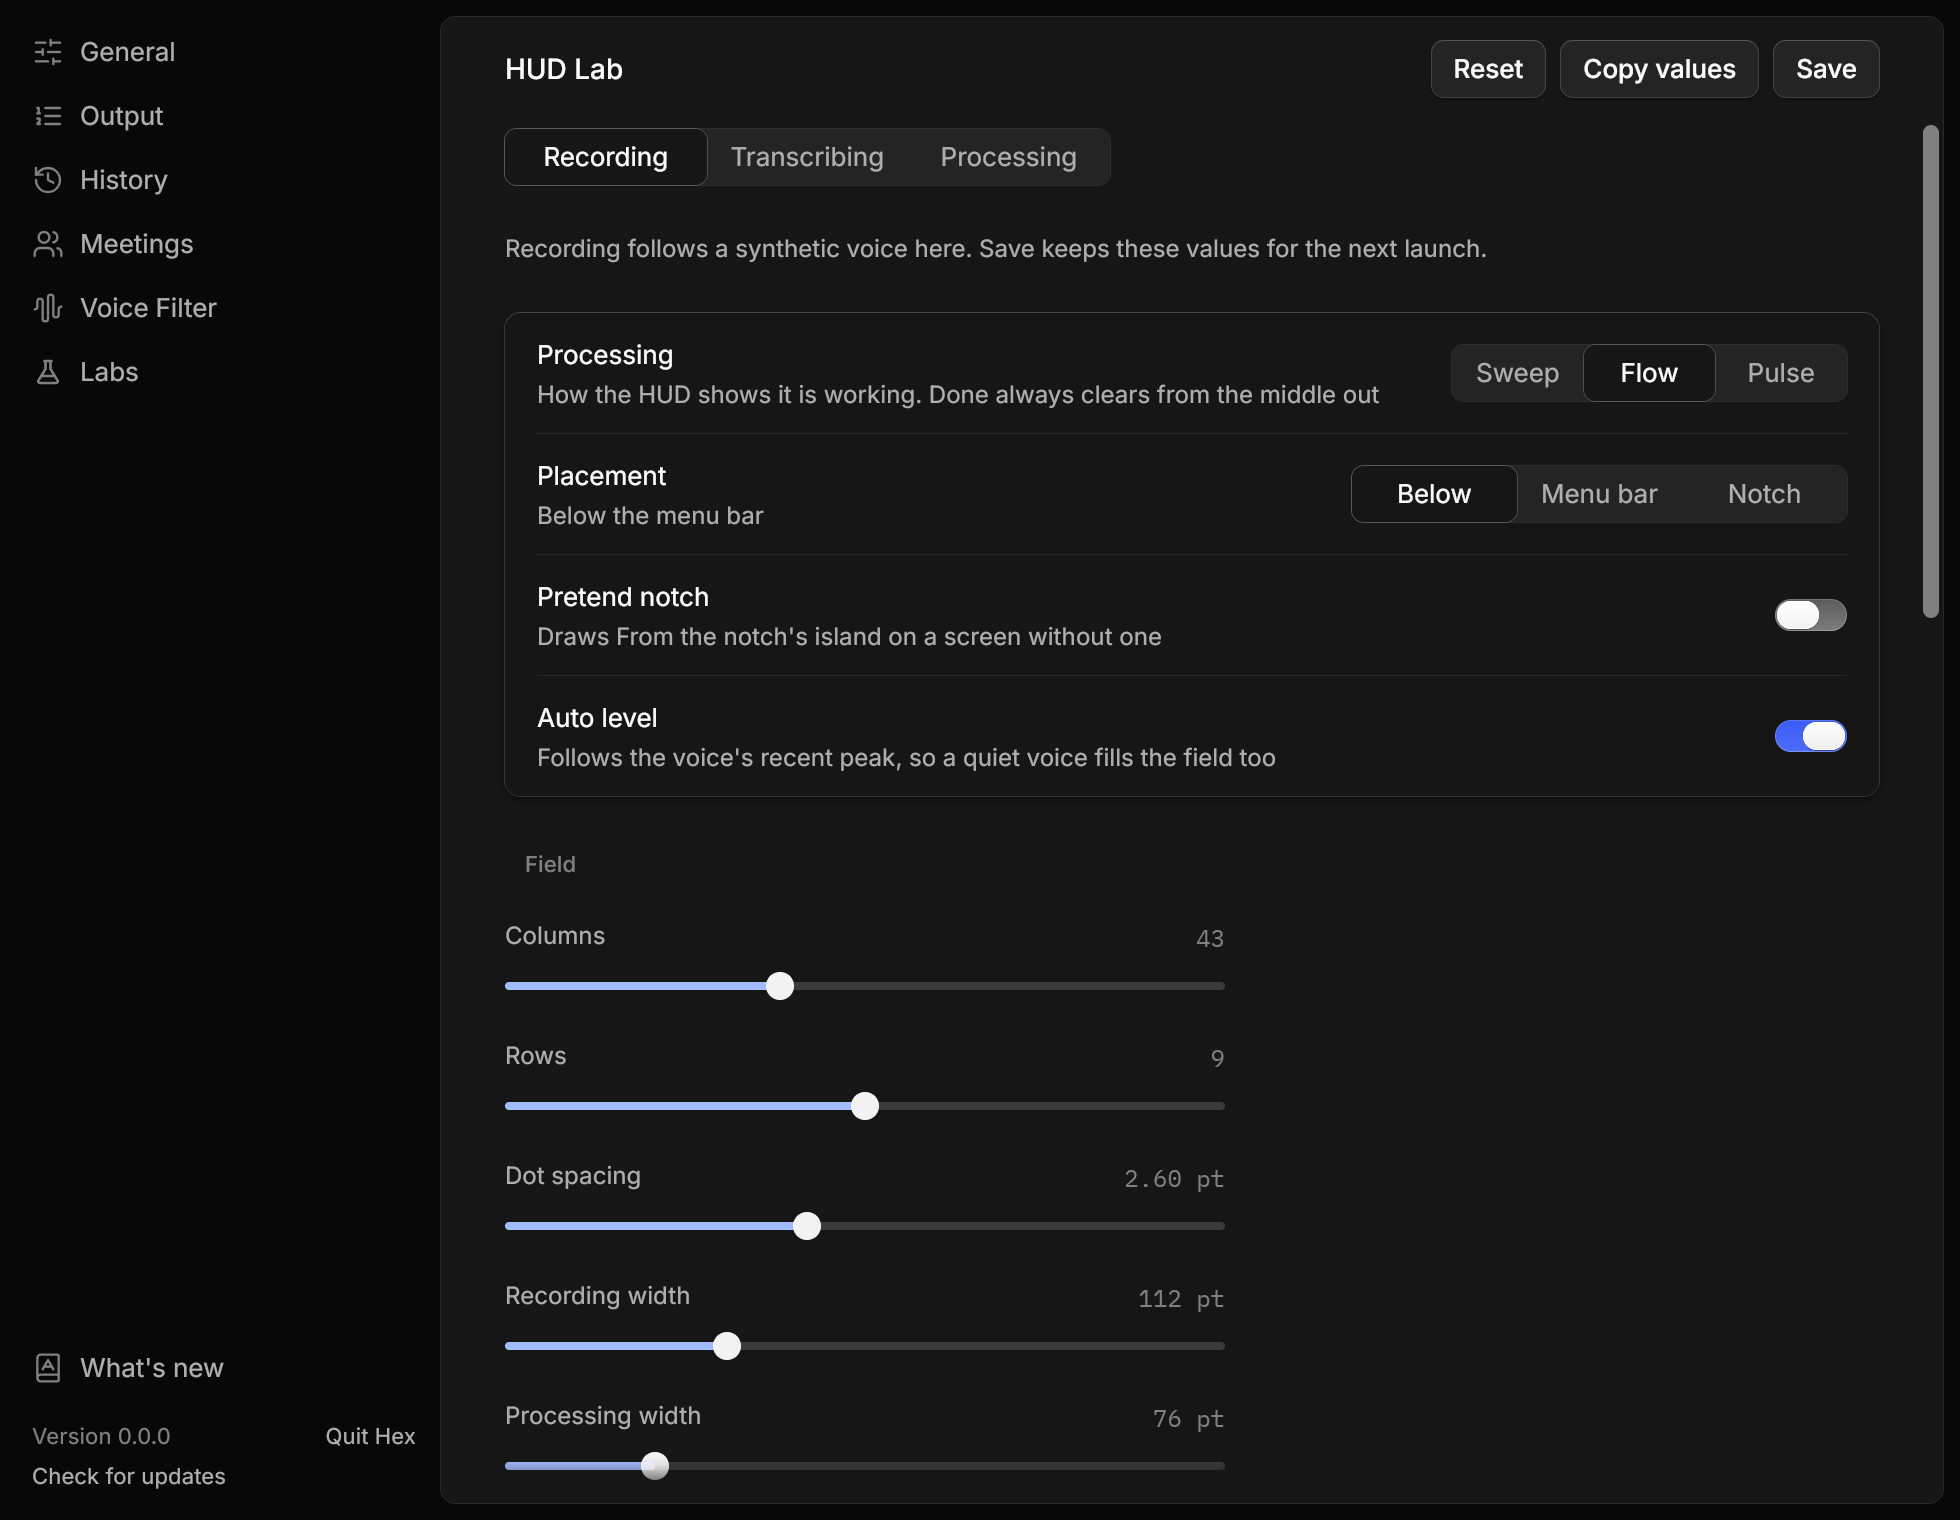 General
Output
History
Meetings
Voice Filter
Labs
What's new
Version 0.0.0
Quit Hex
Check for updates
HUD Lab
Reset
Copy values
Save
Recording
Transcribing
Processing
Recording follows a synthetic voice here. Save keeps these values for the next launch.
Processing
How the HUD shows it is working. Done always clears from the middle out
Sweep
Flow
Pulse
Placement
Below the menu bar
Below
Menu bar
Notch
Pretend notch
Draws From the notch's island on a screen without one
Auto level
Follows the voice's recent peak, so a quiet voice fills the field too
Field
Columns
43
Rows
9
Dot spacing
2.60 pt
Recording width
112 pt
Processing width
76 pt